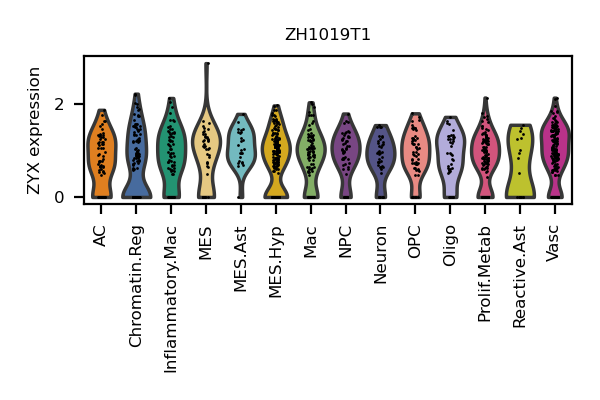 ZH1019T1
ZYX expression
2
0
AC
Chromatin.Reg
Inflammatory.Mac
MES
MES.Ast
MES.Hyp
Mac
NPC
Neuron
OPC
Oligo
Prolif.Metab
Reactive.Ast
Vasc